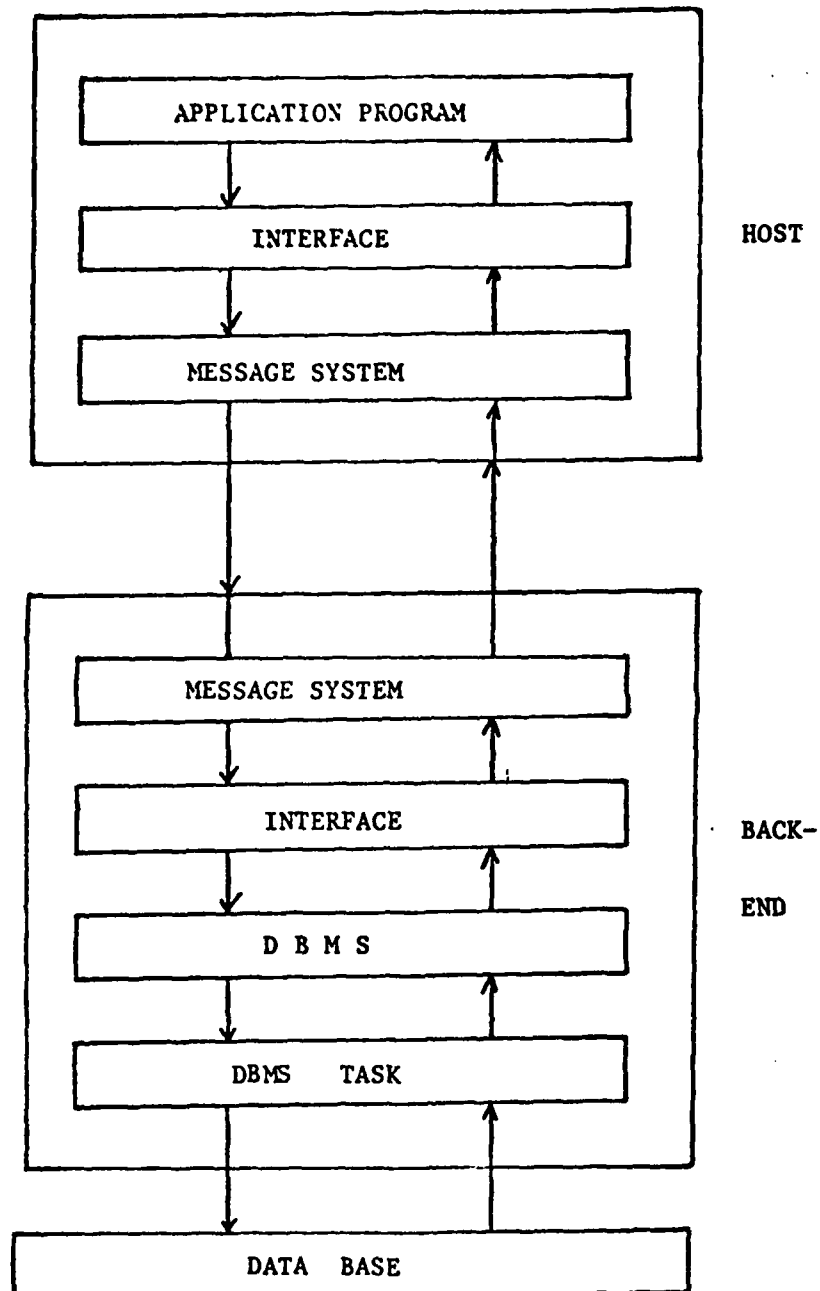 APPLICATION PROGRAM
INTERFACE
HOST
MESSAGE SYSTEM
MESSAGE SYSTEM
INTERFACE
BACK-
END
D B M S
DBMS TASK
DATA BASE